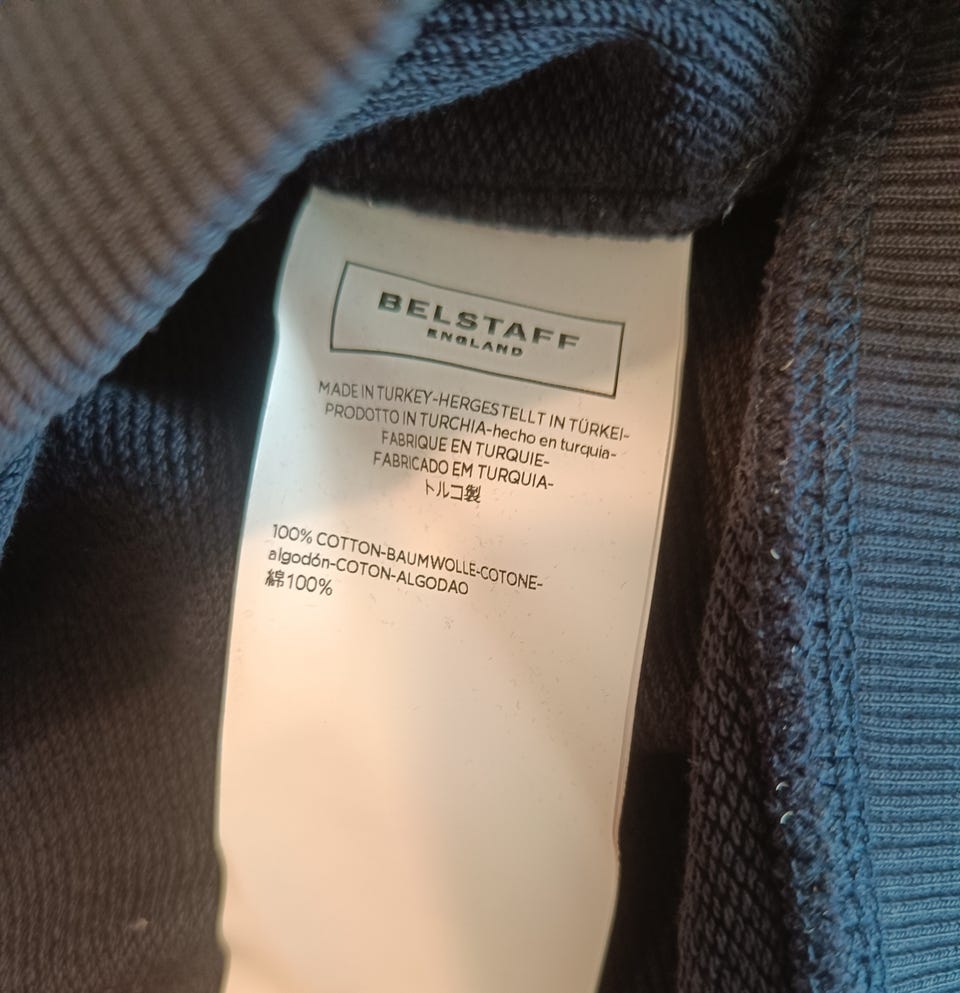 BELSTAFF
ENGLAND
MADE IN TURKEY-HERGESTELLT IN TÜRKEI-
PRODOTTO IN TURCHIA-hecho en turquia-
FABRIQUE EN TURQUIE-
FABRICADO EM TURQUIA-
トルコ製
100% COTTON-BAUMWOLLE-COTONE-
algodón-COTON-ALGODAO
綿100%